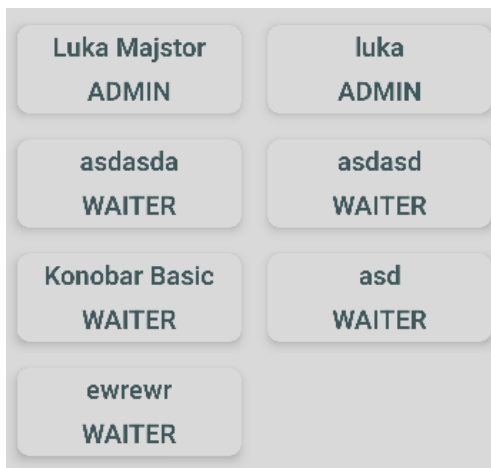 Luka Majstor
ADMIN
luka
ADMIN
asdasda
WAITER
asdasd
WAITER
Konobar Basic
WAITER
asd
WAITER
ewrewr
WAITER